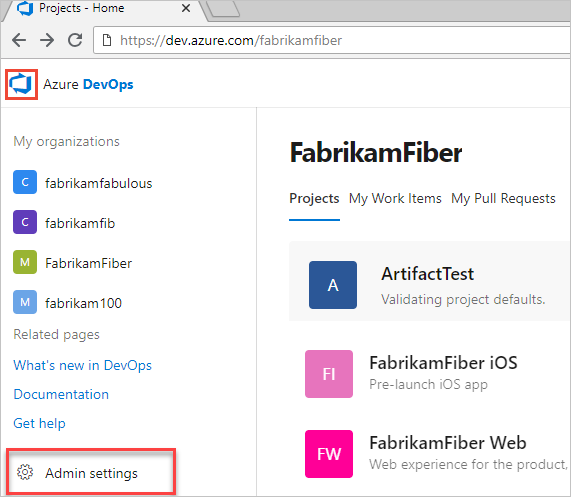 Projects - Home
https://dev.azure.com/fabrikamfiber
Azure DevOps
My organizations
C fabrikamfabulous
C fabrikamfib
M FabrikamFiber
M fabrikam100
Related pages
What's new in DevOps
Documentation
Get help
Admin settings
FabrikamFiber
Projects My Work Items My Pull Requests
A ArtifactTest
Validating project defaults.
FI FabrikamFiber iOS
Pre-launch iOS app
FW FabrikamFiber Web
Web experience for the product,